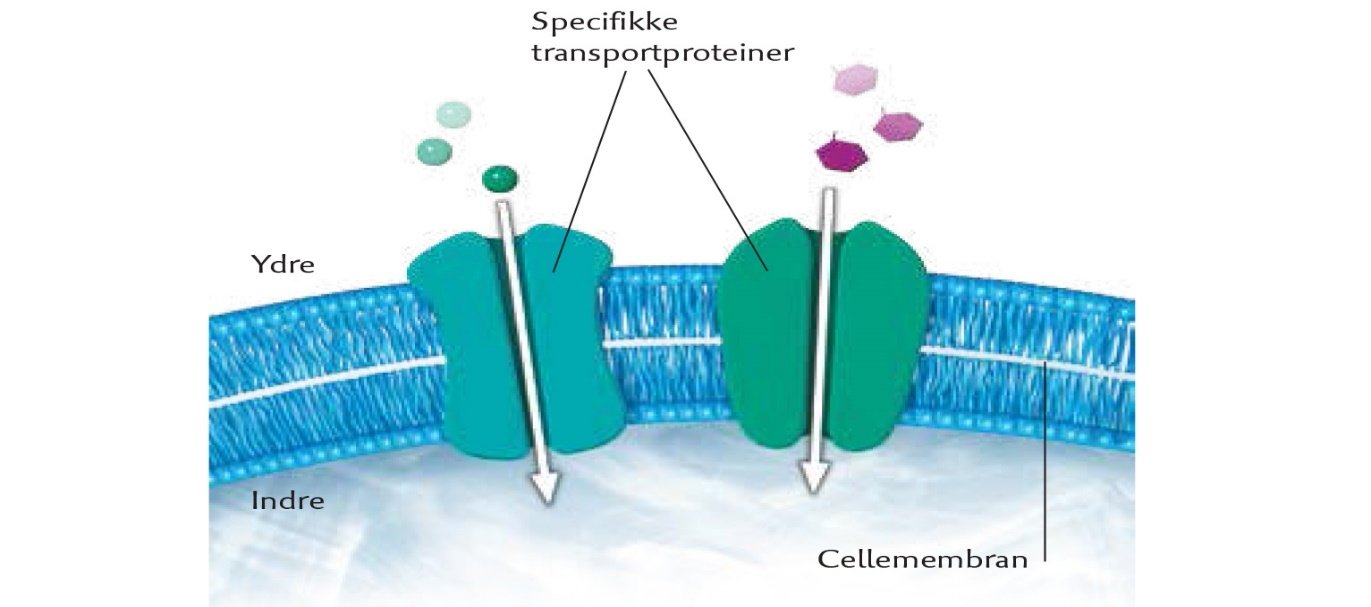 Specifikke
transportproteiner
Ydre
Indre
Cellemembran